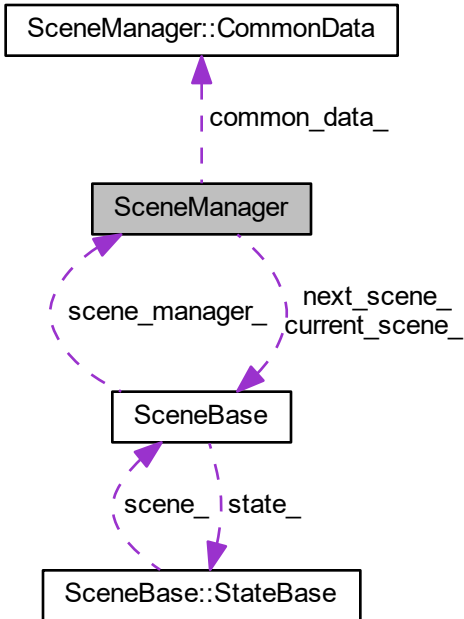 SceneManager::CommonData
common_data_
SceneManager
scene_manager_
next_scene_
current_scene_
SceneBase
scene_
state_
SceneBase::StateBase